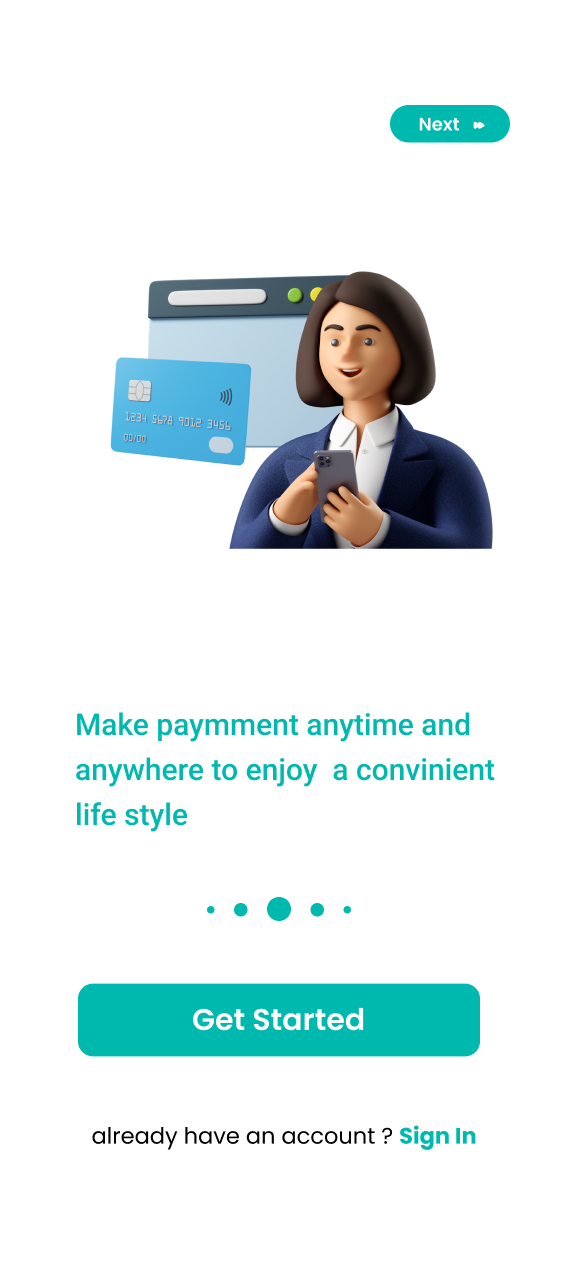 Next
1234 5678 9012 3456
00/00
Make paymment anytime and
anywhere to enjoy  a convinient
life style
Get Started
already have an account ? Sign In